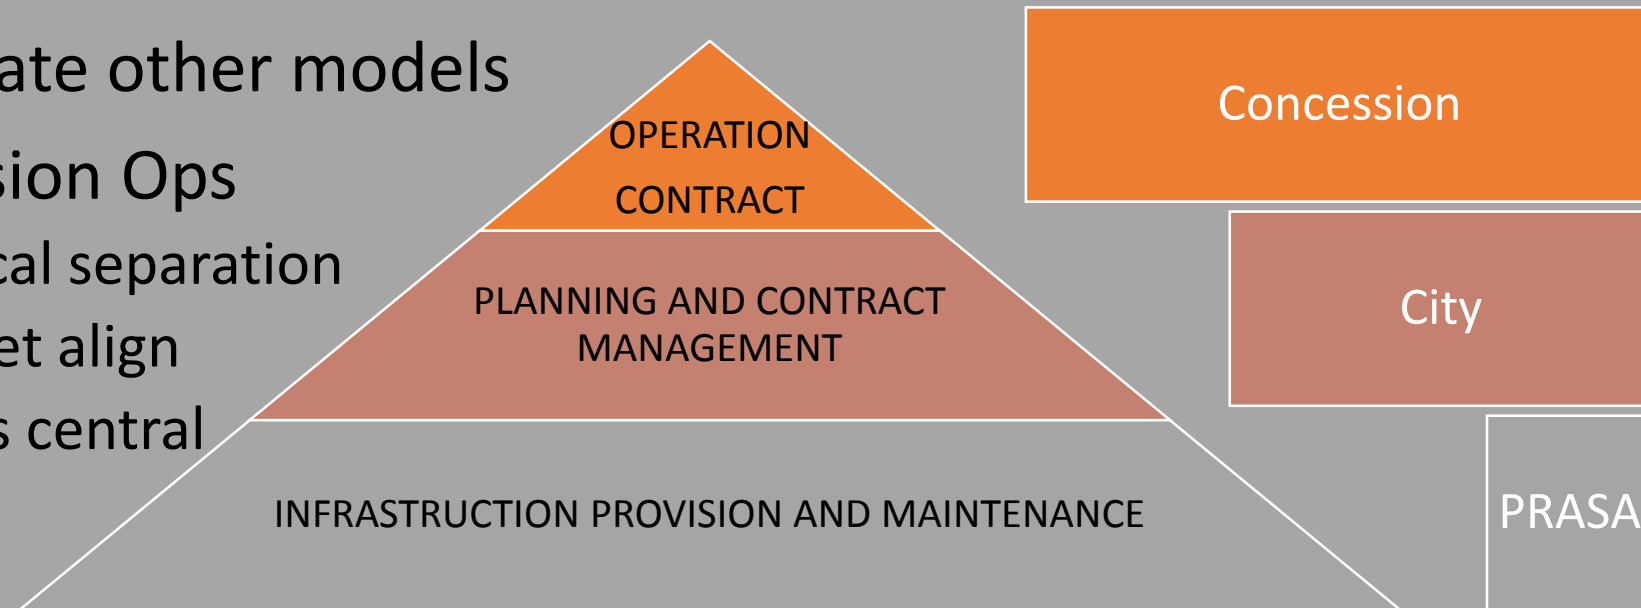 ate other models
sion Ops
cal separation
et align
s central
OPERATION
CONTRACT
PLANNING AND CONTRACT
MANAGEMENT
INFRASTRUCTION PROVISION AND MAINTENANCE
Concession
City
PRASA